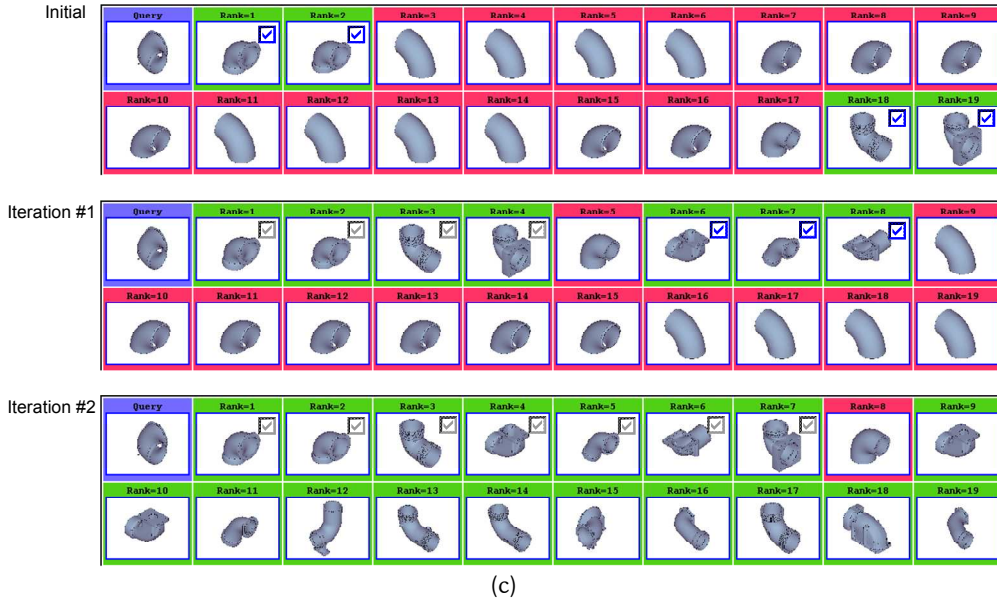 Initial
Query Rank=1 Rank=2 Rank=3 Rank=4 Rank=5 Rank=6 Rank=7 Rank=8 Rank=9
Rank=10 Rank=11 Rank=12 Rank=13 Rank=14 Rank=15 Rank=16 Rank=17 Rank=18 Rank=19
Iteration #1
Query Rank=1 Rank=2 Rank=3 Rank=4 Rank=5 Rank=6 Rank=7 Rank=8 Rank=9
Rank=10 Rank=11 Rank=12 Rank=13 Rank=14 Rank=15 Rank=16 Rank=17 Rank=18 Rank=19
Iteration #2
Query Rank=1 Rank=2 Rank=3 Rank=4 Rank=5 Rank=6 Rank=7 Rank=8 Rank=9
Rank=10 Rank=11 Rank=12 Rank=13 Rank=14 Rank=15 Rank=16 Rank=17 Rank=18 Rank=19
(c)